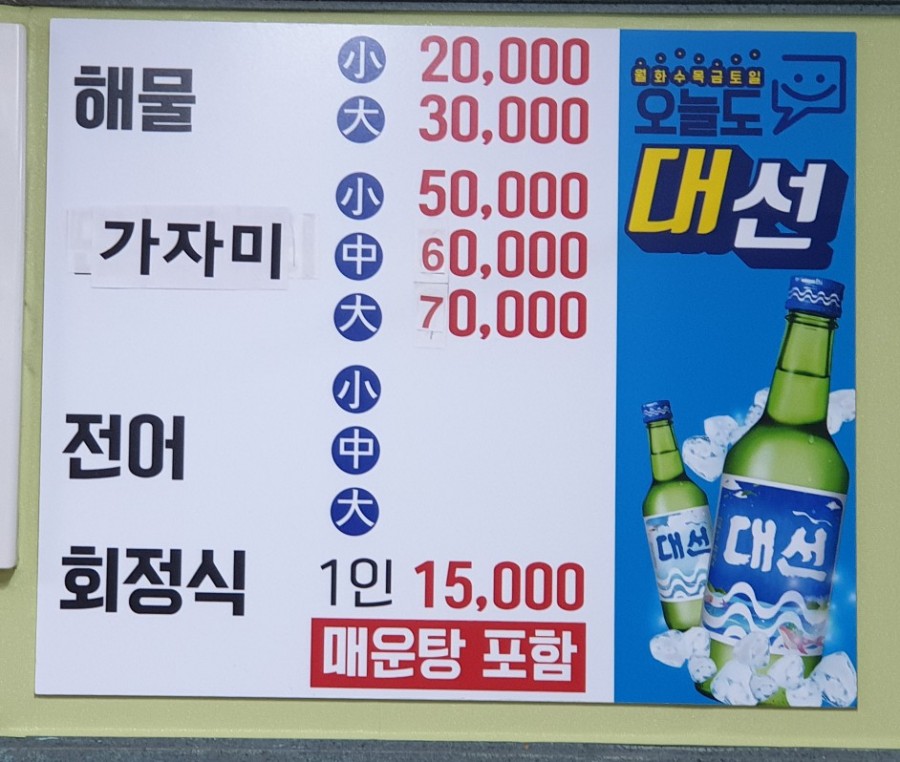 해물 小 20,000
大 30,000
가자미 小 50,000
中 60,000
大 70,000
전어 小
中
大
회정식 1인 15,000
매운탕 포함
월화수목금토일
오늘도
대선
대선
대선